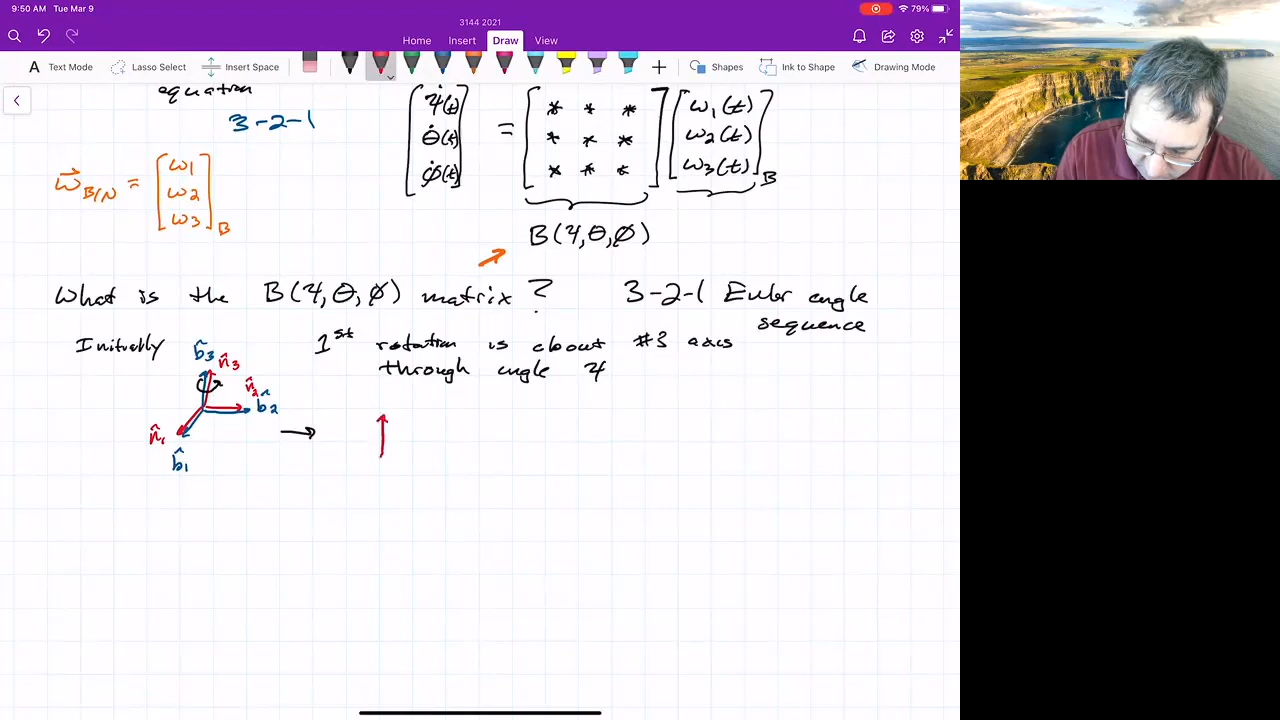 9:50 AM Tue Mar 9
79%
3144 2021
Home Insert Draw View
Text Mode Lasso Select Insert Space Shapes Ink to Shape Drawing Mode
equation
3-2-1
ω⃗ B/N = [ω1 ω2 ω3] B
[ψ̇(t) θ̇(t) φ̇(t)] = [* * * * * * * * *] [ω1(t) ω2(t) ω3(t)] B
B(ψ,θ,φ)
What is the B(ψ,θ,φ) matrix ? 3-2-1 Euler angle
sequence
Initially 1st rotation is about #3 axis
through angle ψ
b̂3 n̂3
n̂2 b̂2
n̂1
b̂1